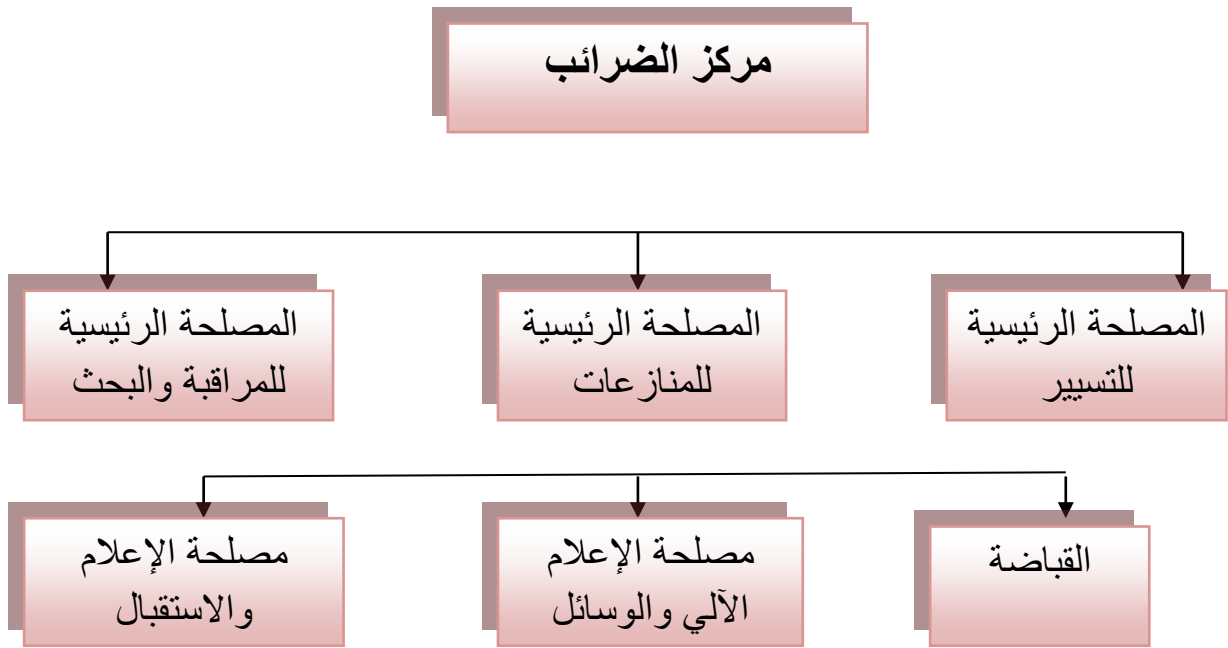 مركز الضرائب
المصلحة الرئيسية
للتسيير
المصلحة الرئيسية
للمنازعات
المصلحة الرئيسية
للمراقبة والبحث
القباضة
مصلحة الإعلام
الآلي والوسائل
مصلحة الإعلام
والاستقبال